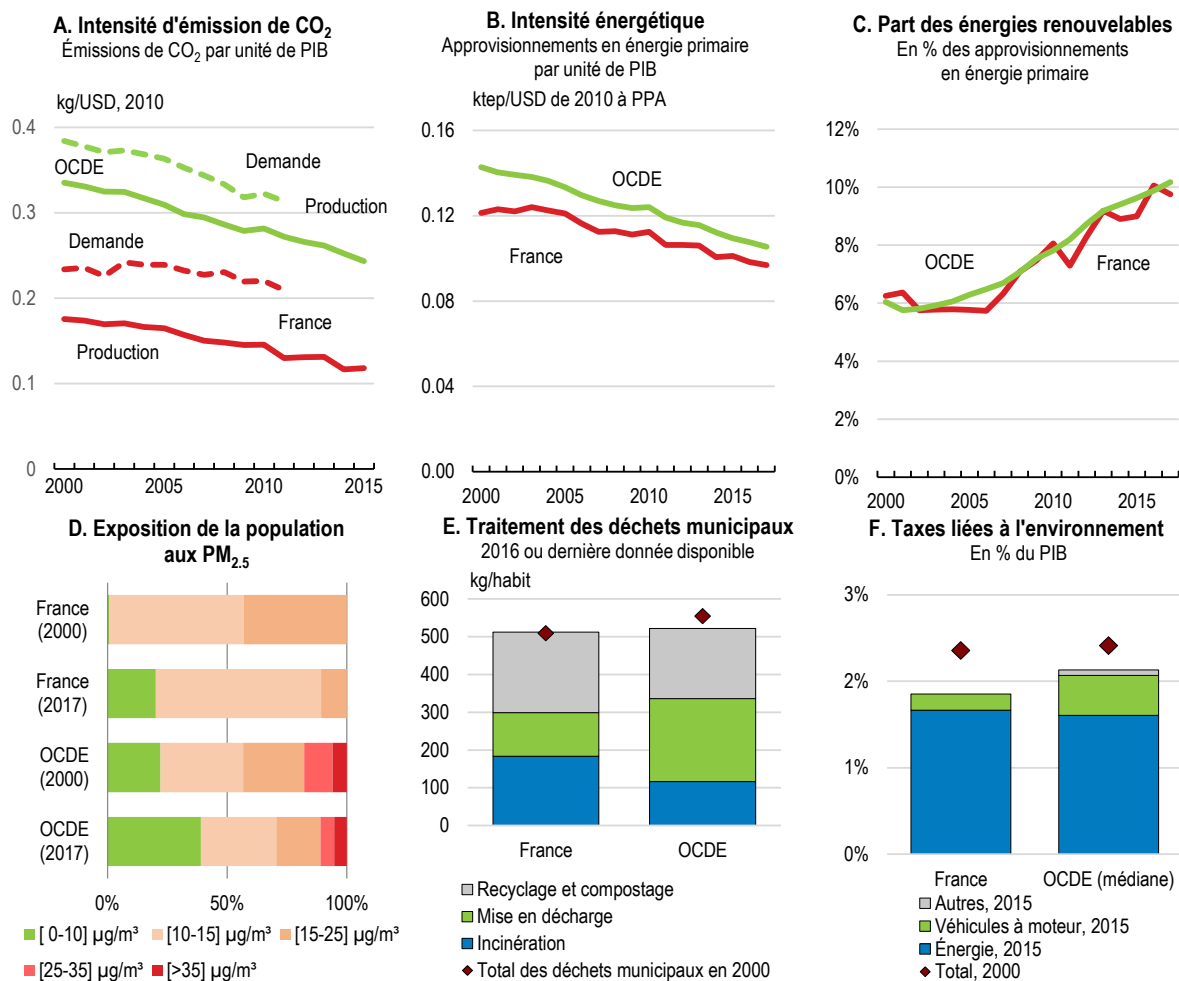 A. Intensité d'émission de CO2
Émissions de CO2 par unité de PIB
kg/USD, 2010
0.4
0.3
0.2
0.1
0
OCDE
Demande
Production
Demande
France
Production
2000
2005
2010
2015
B. Intensité énergétique
Approvisionnements en énergie primaire
par unité de PIB
ktep/USD de 2010 à PPA
0.16
0.12
0.08
0.04
0.00
OCDE
France
2000
2005
2010
2015
C. Part des énergies renouvelables
En % des approvisionnements
en énergie primaire
12%
10%
8%
6%
4%
2%
0%
OCDE
France
2000
2005
2010
2015
D. Exposition de la population
aux PM2.5
France
(2000)
France
(2017)
OCDE
(2000)
OCDE
(2017)
0%
50%
100%
[ 0-10] µg/m³
[10-15] µg/m³
[15-25] µg/m³
[25-35] µg/m³
[>35] µg/m³
E. Traitement des déchets municipaux
2016 ou dernière donnée disponible
kg/habit
600
500
400
300
200
100
0
France
OCDE
Recyclage et compostage
Mise en décharge
Incinération
Total des déchets municipaux en 2000
F. Taxes liées à l'environnement
En % du PIB
3%
2%
1%
0%
France
OCDE (médiane)
Autres, 2015
Véhicules à moteur, 2015
Énergie, 2015
Total, 2000